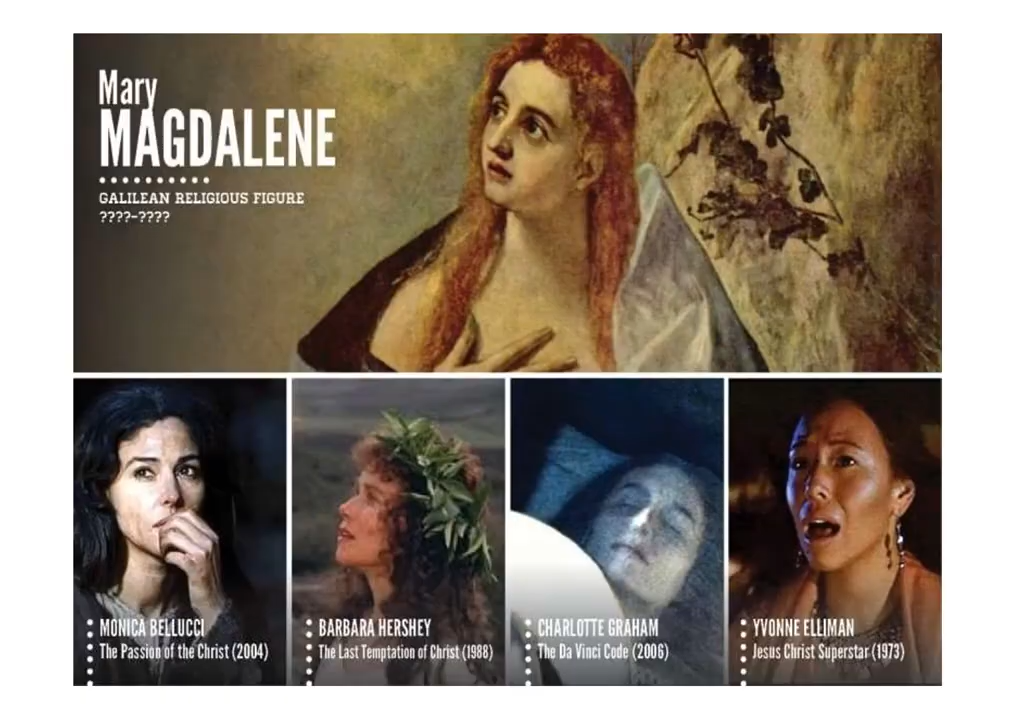 Mary
MAGDALENE
GALILEAN RELIGIOUS FIGURE
????–????
MONICA BELLUCCI
The Passion of the Christ (2004)
BARBARA HERSHEY
The Last Temptation of Christ (1988)
CHARLOTTE GRAHAM
The Da Vinci Code (2006)
YVONNE ELLIMAN
Jesus Christ Superstar (1973)